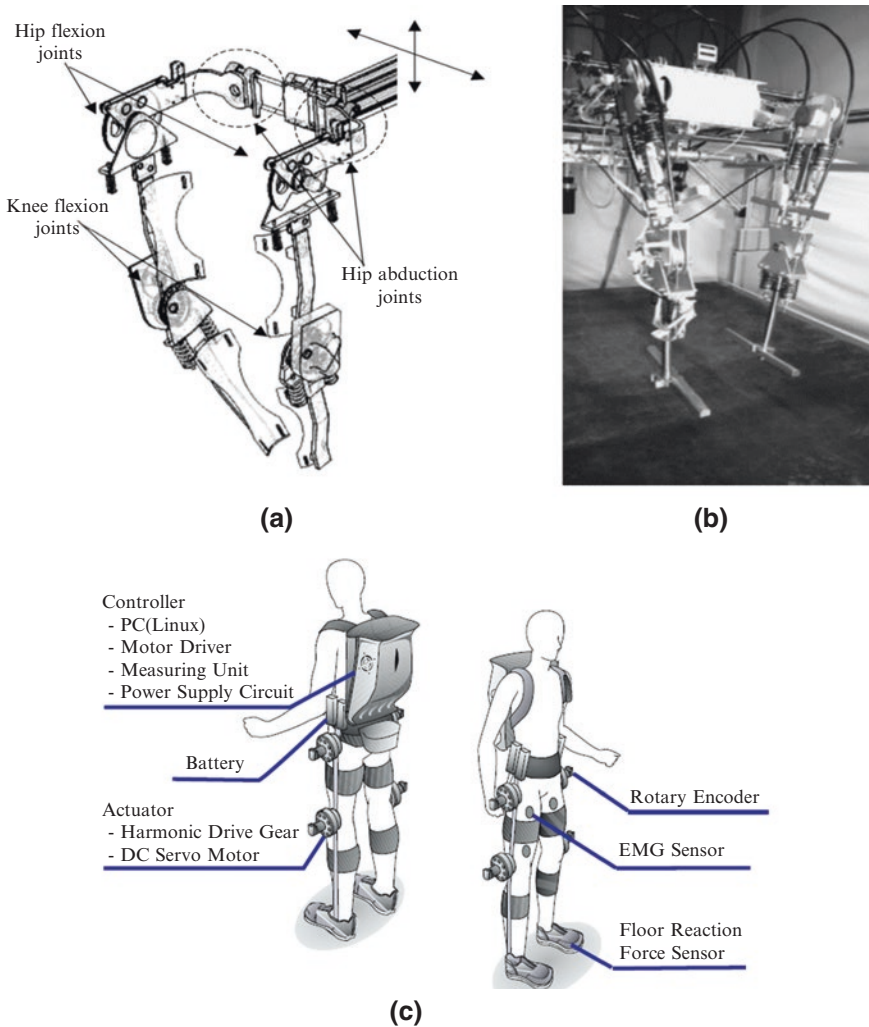 Hip flexion
joints
Knee flexion
joints
Hip abduction
joints
(a)
(b)
Controller
- PC(Linux)
- Motor Driver
- Measuring Unit
- Power Supply Circuit
Battery
Actuator
- Harmonic Drive Gear
- DC Servo Motor
Rotary Encoder
EMG Sensor
Floor Reaction
Force Sensor
(c)